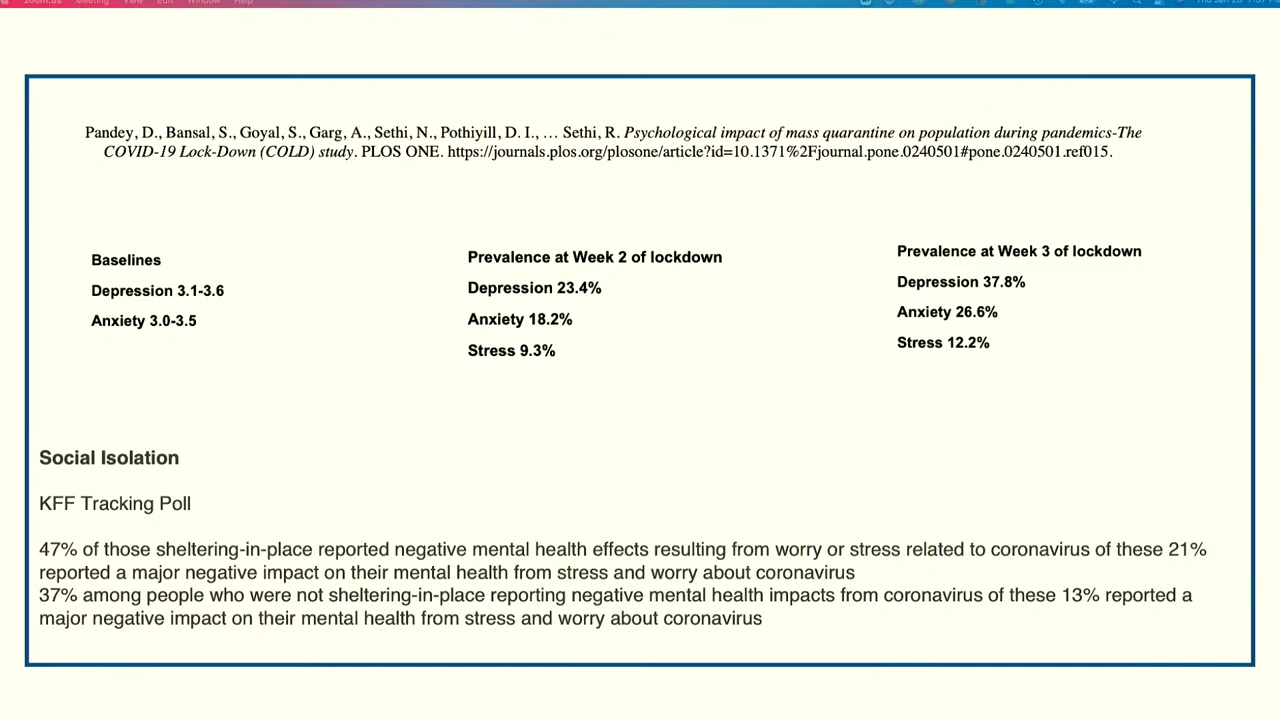 zoom.us Meeting View Edit Window Help
Pandey, D., Bansal, S., Goyal, S., Garg, A., Sethi, N., Pothiyill, D. I., … Sethi, R. Psychological impact of mass quarantine on population during pandemics-The
COVID-19 Lock-Down (COLD) study. PLOS ONE. https://journals.plos.org/plosone/article?id=10.1371%2Fjournal.pone.0240501#pone.0240501.ref015.
Baselines
Depression 3.1-3.6
Anxiety 3.0-3.5
Prevalence at Week 2 of lockdown
Depression 23.4%
Anxiety 18.2%
Stress 9.3%
Prevalence at Week 3 of lockdown
Depression 37.8%
Anxiety 26.6%
Stress 12.2%
Social Isolation
KFF Tracking Poll
47% of those sheltering-in-place reported negative mental health effects resulting from worry or stress related to coronavirus of these 21%
reported a major negative impact on their mental health from stress and worry about coronavirus
37% among people who were not sheltering-in-place reporting negative mental health impacts from coronavirus of these 13% reported a
major negative impact on their mental health from stress and worry about coronavirus